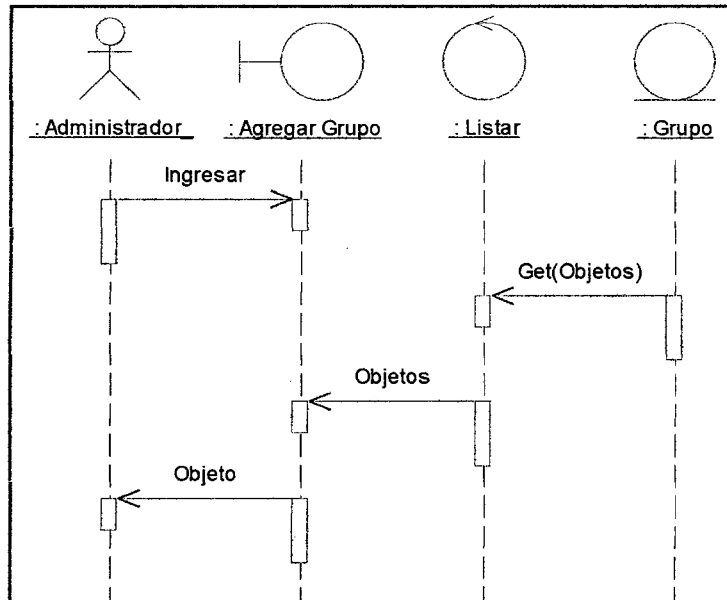 : Administrador_
: Agregar Grupo
: Listar
: Grupo
Ingresar
Get(Objetos)
Objetos
Objeto